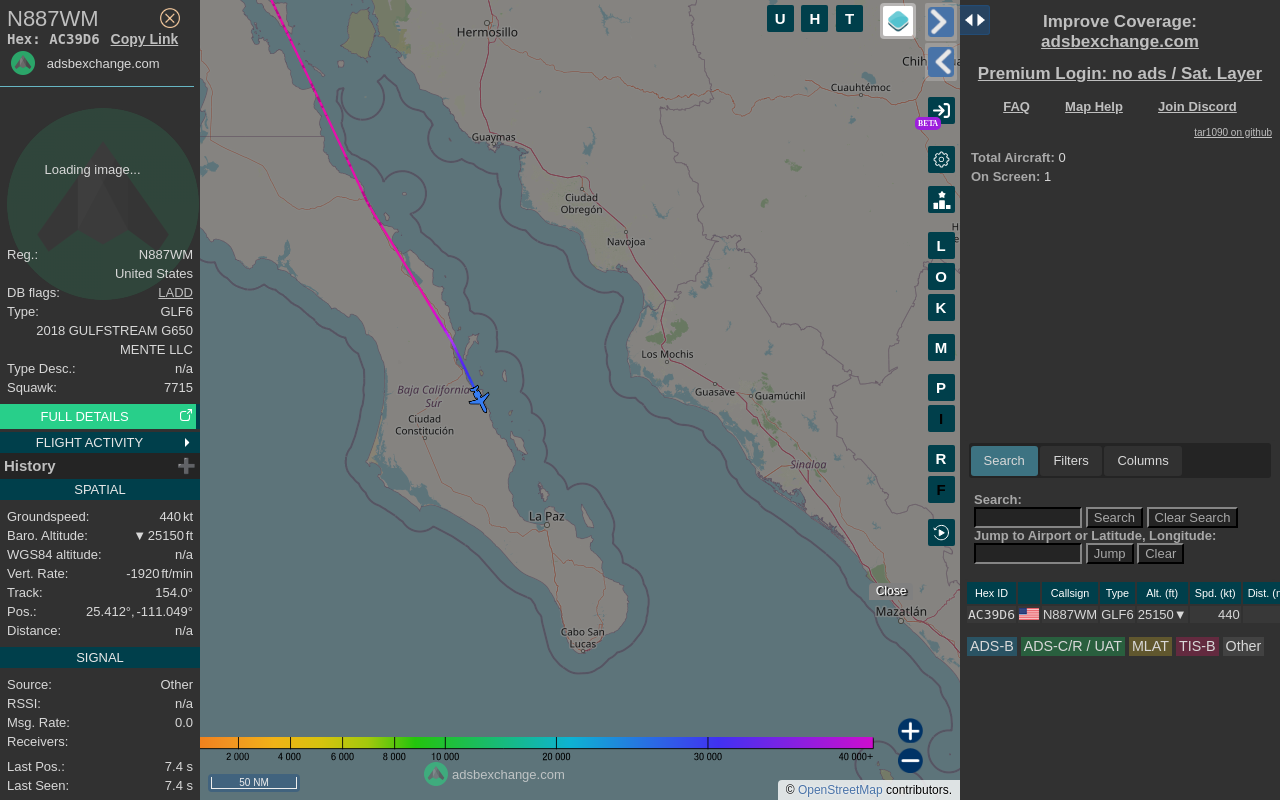 N887WM
Hex: AC39D6 Copy Link
adsbexchange.com
Loading image...
Reg.: N887WM
United States
DB flags: LADD
Type: GLF6
2018 GULFSTREAM G650
MENTE LLC
Type Desc.: n/a
Squawk: 7715
FULL DETAILS
FLIGHT ACTIVITY
History
SPATIAL
Groundspeed: 440 kt
Baro. Altitude: ▼ 25150 ft
WGS84 altitude: n/a
Vert. Rate: -1920 ft/min
Track: 154.0°
Pos.: 25.412°, -111.049°
Distance: n/a
SIGNAL
Source: Other
RSSI: n/a
Msg. Rate: 0.0
Receivers:
Last Pos.: 7.4 s
Last Seen: 7.4 s
U H T
Hermosillo
Cuauhtémoc
Guaymas
Ciudad
Obregón
Navojoa
Los Mochis
Guasave
Guamúchil
Baja California
Sur
Ciudad
Constitución
Sinaloa
La Paz
Cabo San
Lucas
Close
Mazatlán
BETA
L
O
K
M
P
I
R
F
2 000 4 000 6 000 8 000 10 000 20 000 30 000 40 000+
50 NM
adsbexchange.com
© OpenStreetMap contributors.
Improve Coverage:
adsbexchange.com
Premium Login: no ads / Sat. Layer
FAQ Map Help Join Discord
tar1090 on github
Total Aircraft: 0
On Screen: 1
Search Filters Columns
Search:
Search Clear Search
Jump to Airport or Latitude, Longitude:
Jump Clear
Hex ID Callsign Type Alt. (ft) Spd. (kt) Dist.
AC39D6 N887WM GLF6 25150▼ 440
ADS-B ADS-C/R / UAT MLAT TIS-B Other